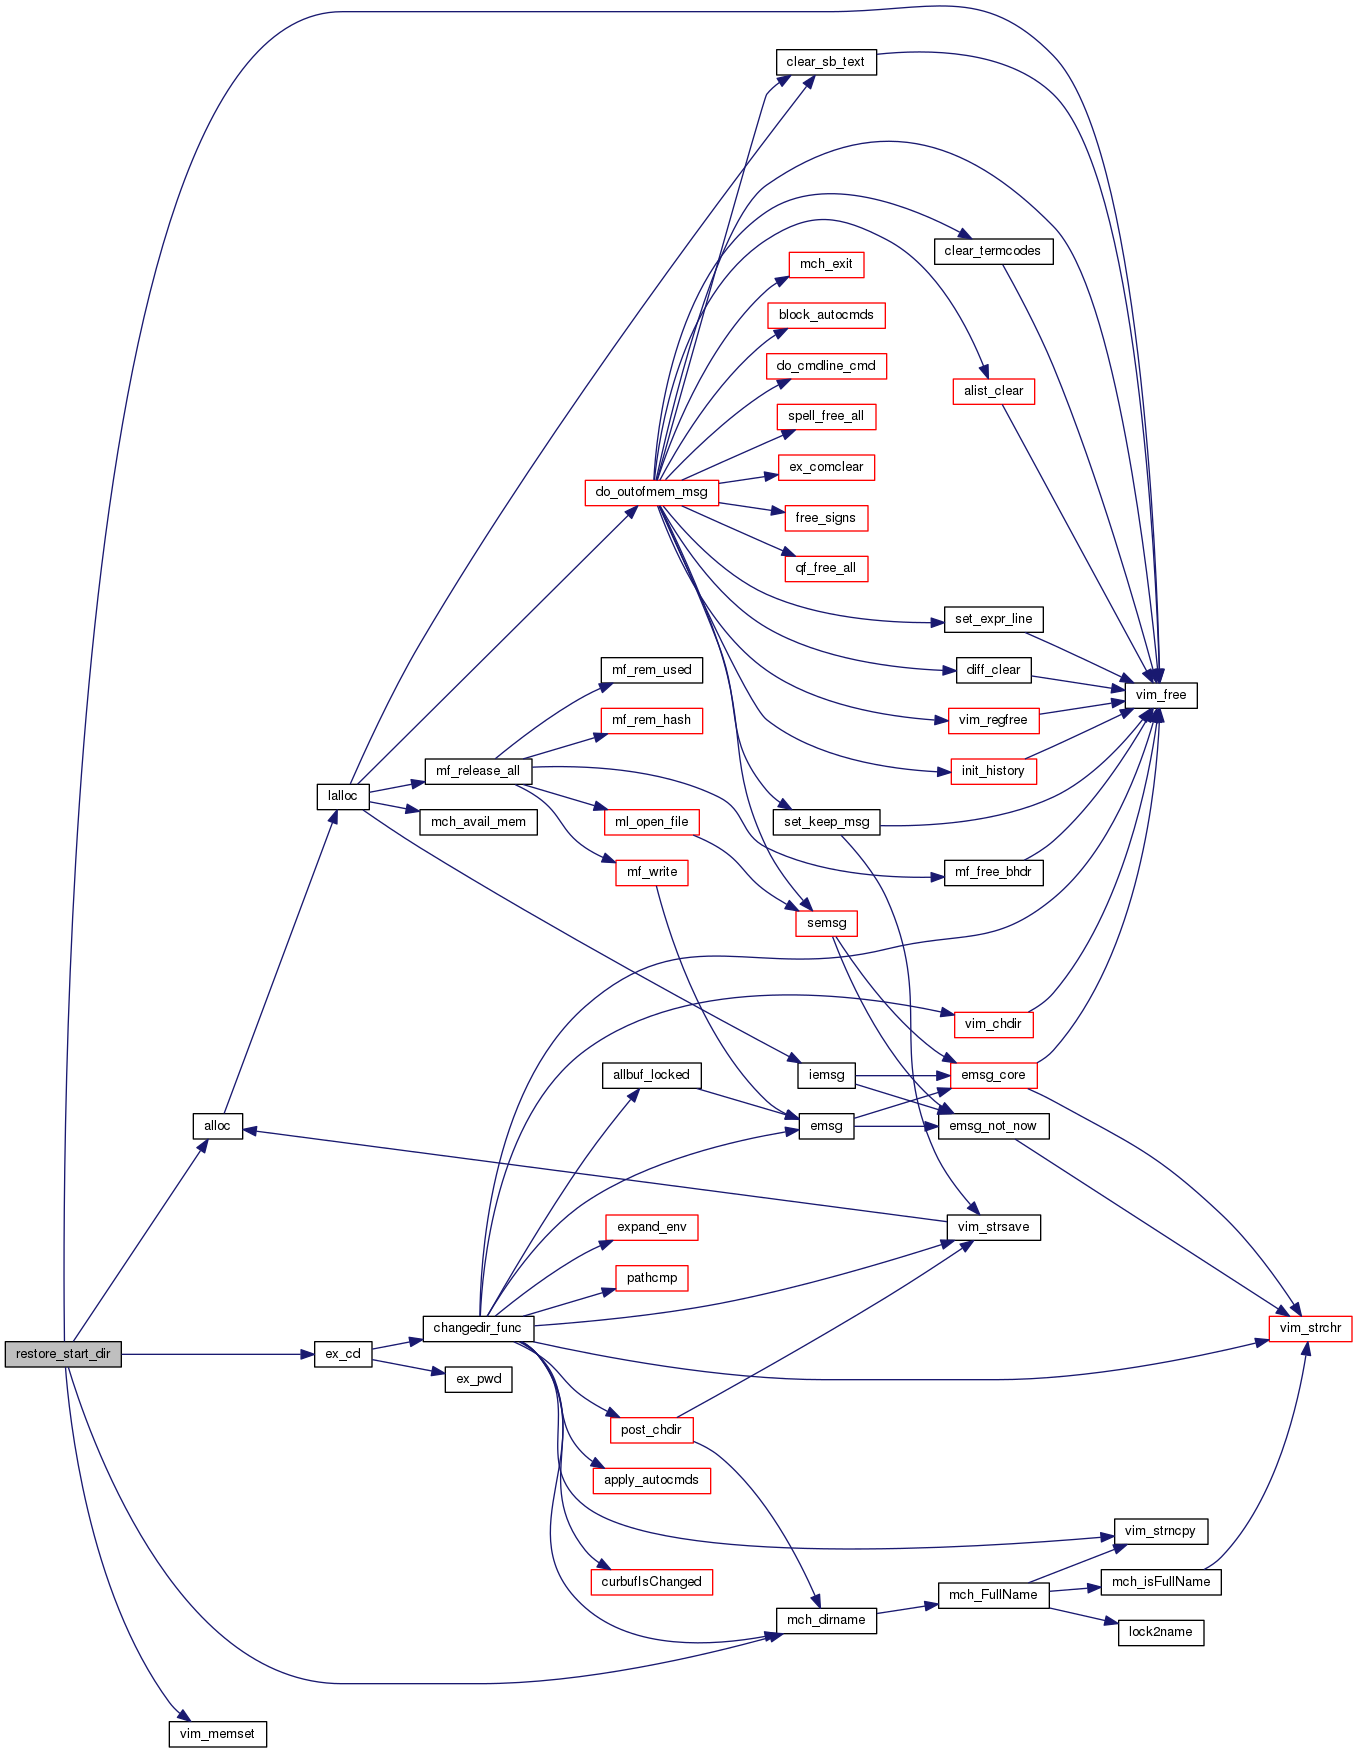 clear_sb_text
clear_termcodes
mch_exit
block_autocmds
do_cmdline_cmd
alist_clear
spell_free_all
ex_comclear
do_outofmem_msg
free_signs
qf_free_all
set_expr_line
mf_rem_used
diff_clear
vim_free
mf_rem_hash
vim_regfree
mf_release_all
init_history
lalloc
mch_avail_mem
ml_open_file
set_keep_msg
mf_write
mf_free_bhdr
semsg
vim_chdir
allbuf_locked
iemsg
emsg_core
alloc
emsg
emsg_not_now
expand_env
vim_strsave
pathcmp
changedir_func
vim_strchr
restore_start_dir
ex_cd
ex_pwd
post_chdir
apply_autocmds
vim_strncpy
curbufIsChanged
mch_FullName
mch_isFullName
mch_dirname
lock2name
vim_memset